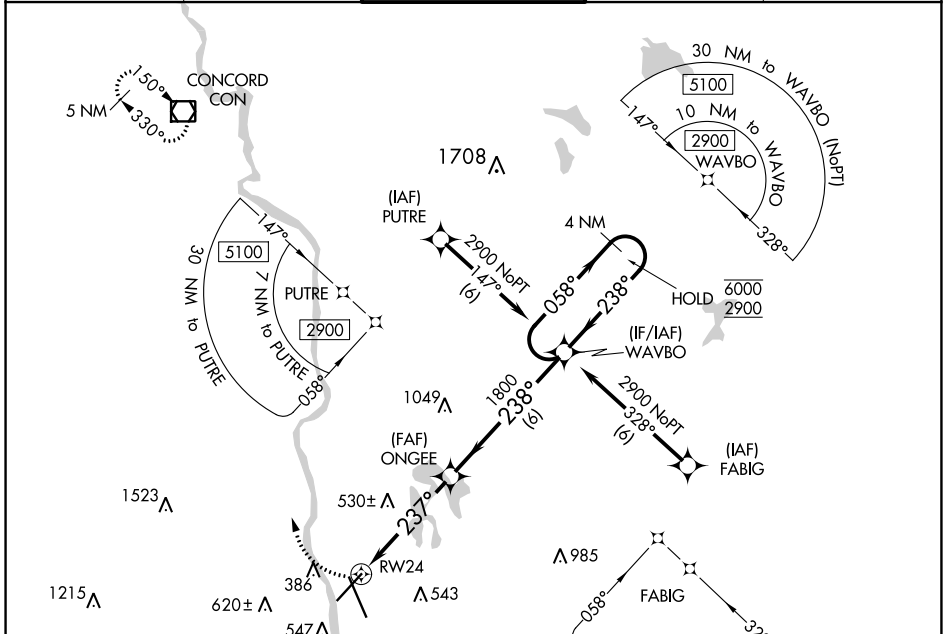 150°
CONCORD
CON
5 NM
330°
30 NM to WAVBO (NoPT)
5100
10 NM to WAVBO
2900
147°
WAVBO
328°
1708
(IAF)
PUTRE
2900 NoPT
147°
(6)
4 NM
058°
238°
HOLD
6000
2900
(IF/IAF)
WAVBO
147°
5100
30 NM to PUTRE
7 NM to PUTRE
PUTRE
2900
058°
1800
238°
(6)
2900 NoPT
328°
(6)
(IAF)
FABIG
1049
(FAF)
ONGEE
1523
530±
237°
RW24
386
985
543
1215
620±
547
FABIG
058°